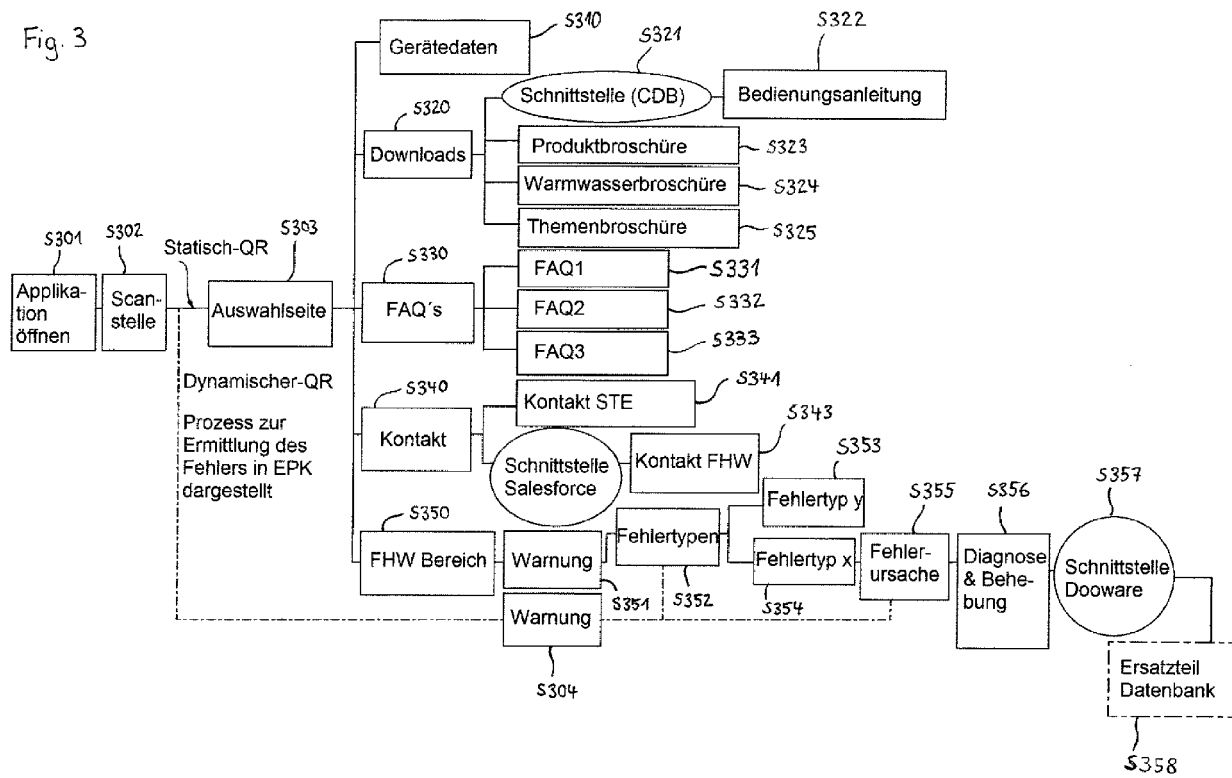 Fig. 3
S310
Gerätedaten
S321
Schnittstelle (CDB)
S322
Bedienungsanleitung
S320
Downloads
Produktbroschüre
S323
Warmwasserbroschüre
S324
Themenbroschüre
S325
S301
Applika-
tion
öffnen
S302
Scan-
stelle
Statisch-QR
S303
Auswahlseite
S330
FAQ´s
FAQ1
S331
FAQ2
S332
FAQ3
S333
Dynamischer-QR
Prozess zur
Ermittlung des
Fehlers in EPK
dargestellt
S340
Kontakt
Kontakt STE
S341
Schnittstelle
Salesforce
S343
Kontakt FHW
S350
FHW Bereich
Warnung
S351
Fehlertypen
S352
S353
Fehlertyp y
Fehlertyp x
S354
S355
Fehler-
ursache
S356
Diagnose
& Behe-
bung
S357
Schnittstelle
Dooware
Warnung
S304
Ersatzteil
Datenbank
S358